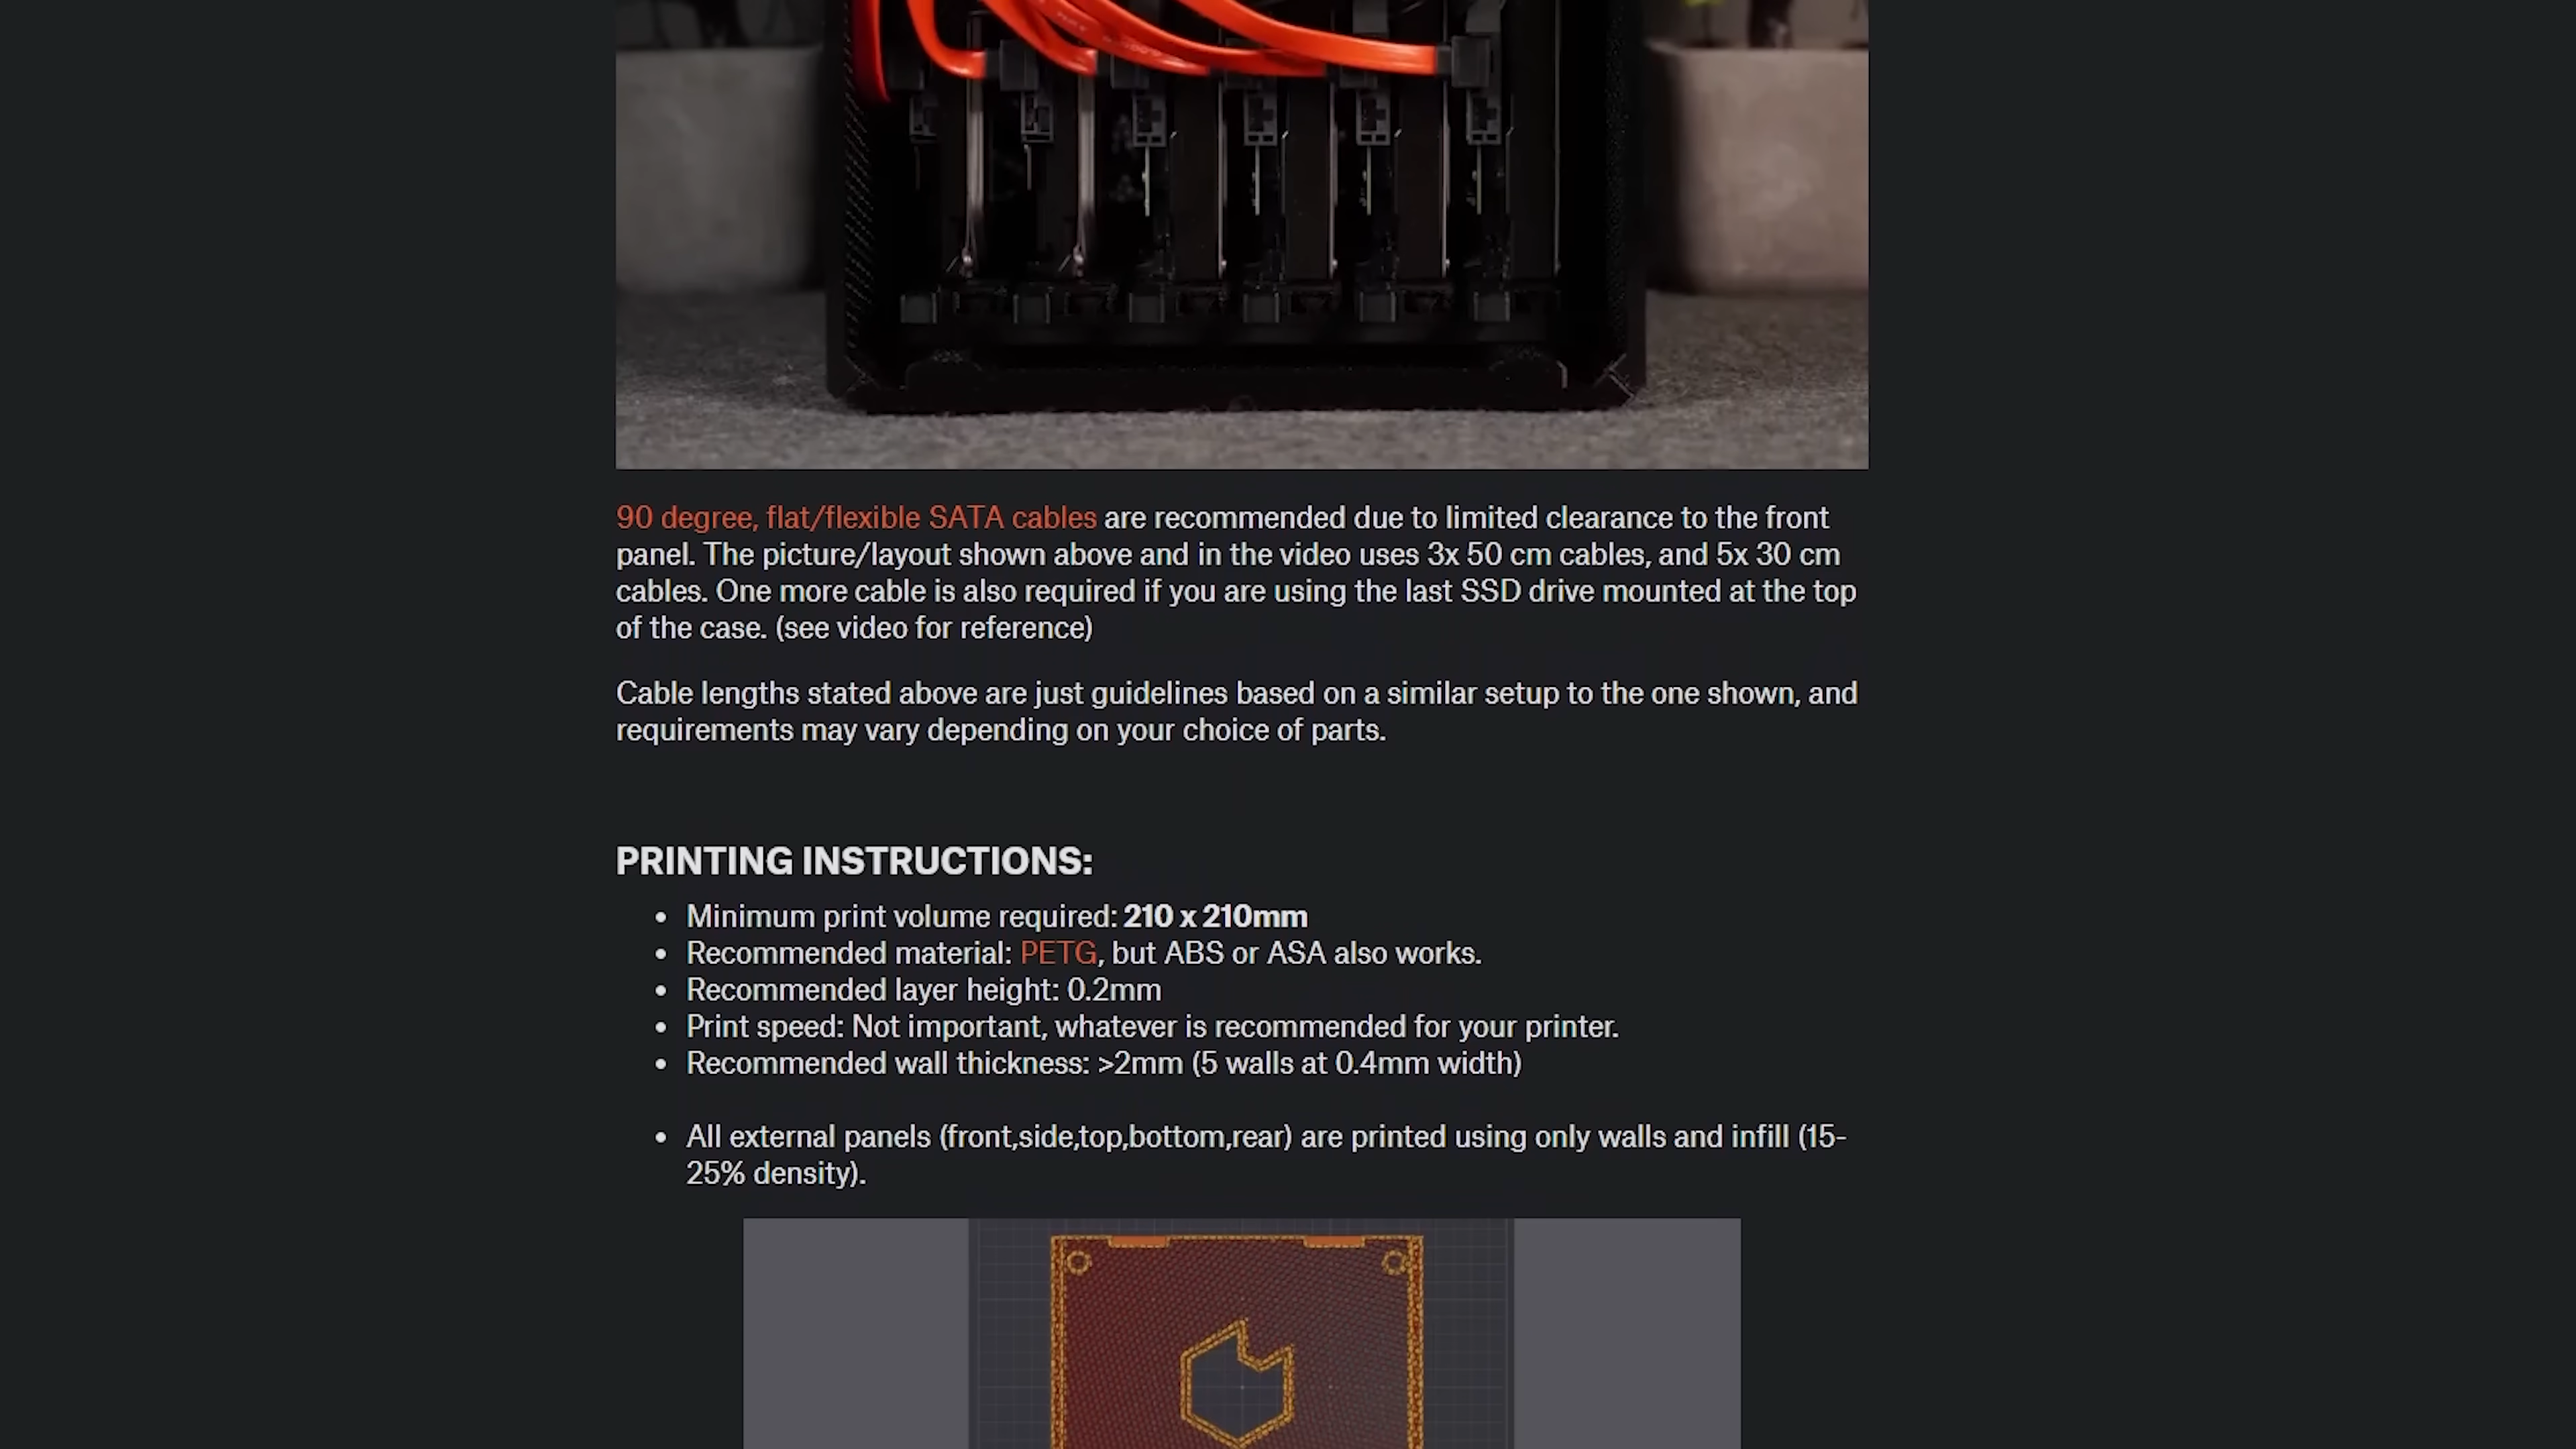 90 degree, flat/flexible SATA cables are recommended due to limited clearance to the front
panel. The picture/layout shown above and in the video uses 3x 50 cm cables, and 5x 30 cm
cables. One more cable is also required if you are using the last SSD drive mounted at the top
of the case. (see video for reference)
Cable lengths stated above are just guidelines based on a similar setup to the one shown, and
requirements may vary depending on your choice of parts.
PRINTING INSTRUCTIONS:
• Minimum print volume required: 210 x 210mm
• Recommended material: PETG, but ABS or ASA also works.
• Recommended layer height: 0.2mm
• Print speed: Not important, whatever is recommended for your printer.
• Recommended wall thickness: >2mm (5 walls at 0.4mm width)
• All external panels (front,side,top,bottom,rear) are printed using only walls and infill (15-
25% density).